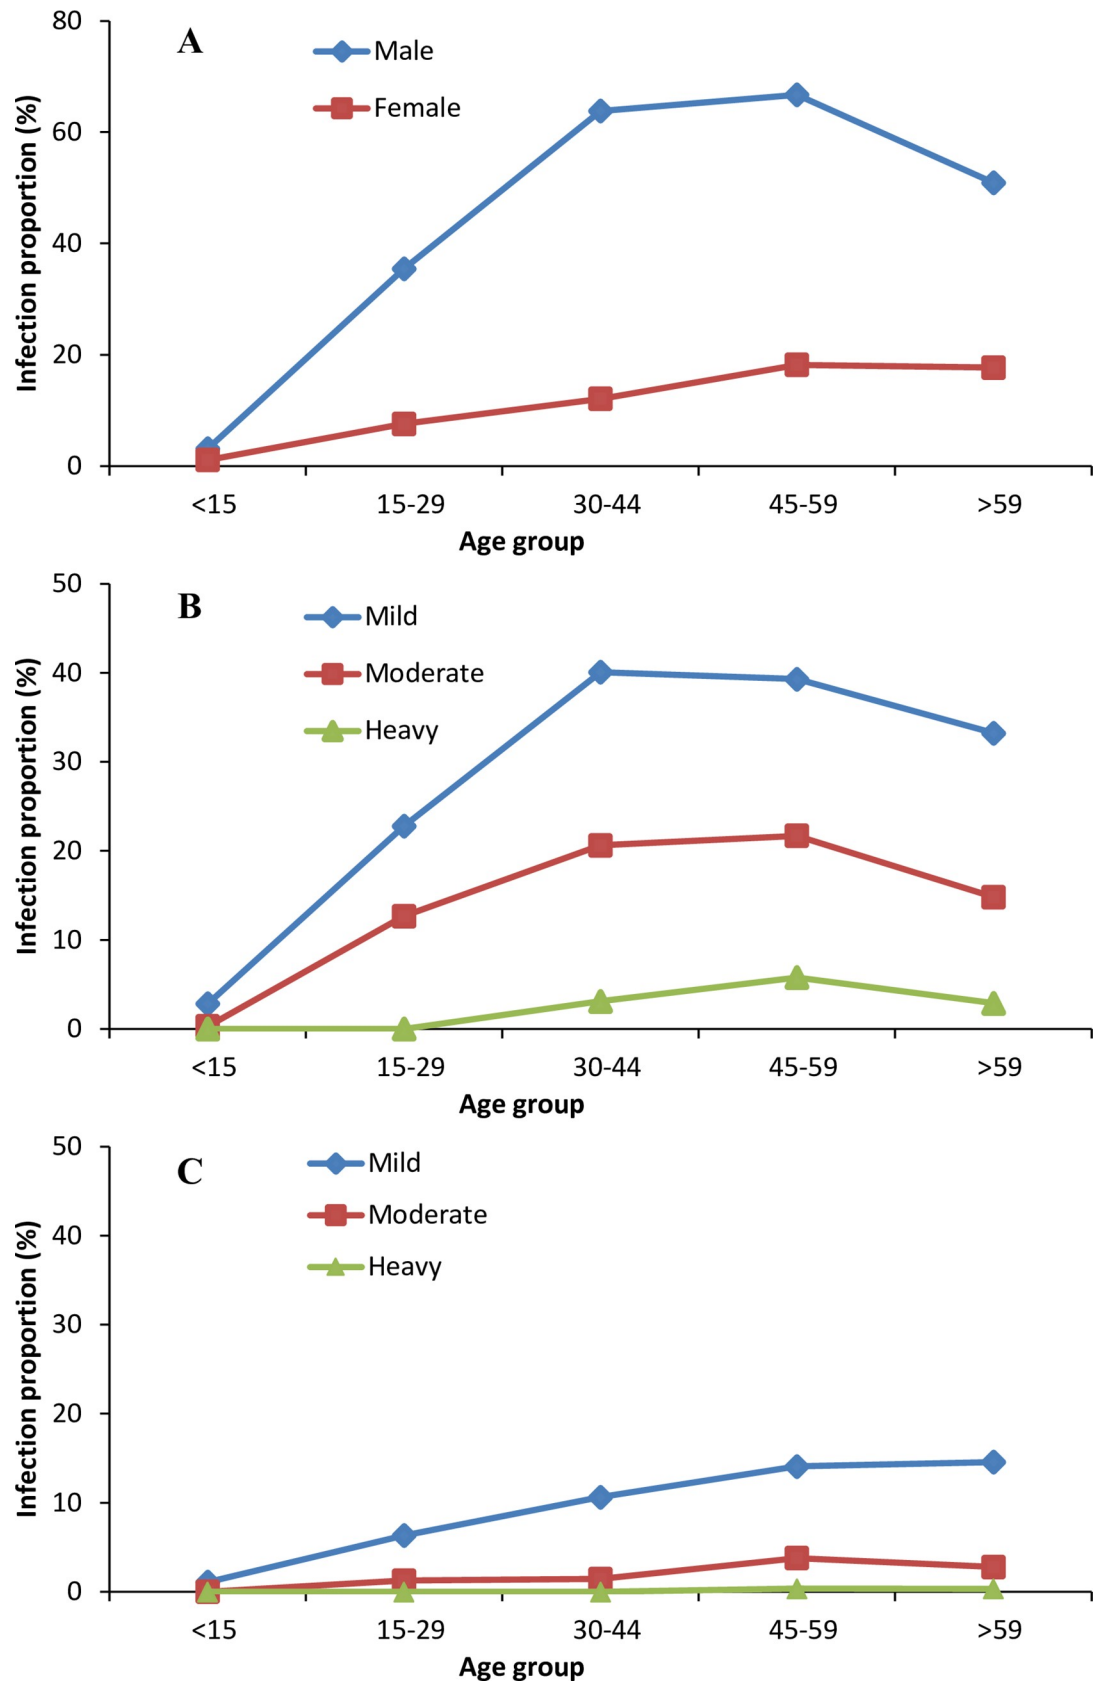 A
Male
Female
Infection proportion (%)
80
60
40
20
0
<15 15-29 30-44 45-59 >59
Age group
B
Mild
Moderate
Heavy
Infection proportion (%)
50
40
30
20
10
0
<15 15-29 30-44 45-59 >59
Age group
C
Mild
Moderate
Heavy
Infection proportion (%)
50
40
30
20
10
0
<15 15-29 30-44 45-59 >59
Age group